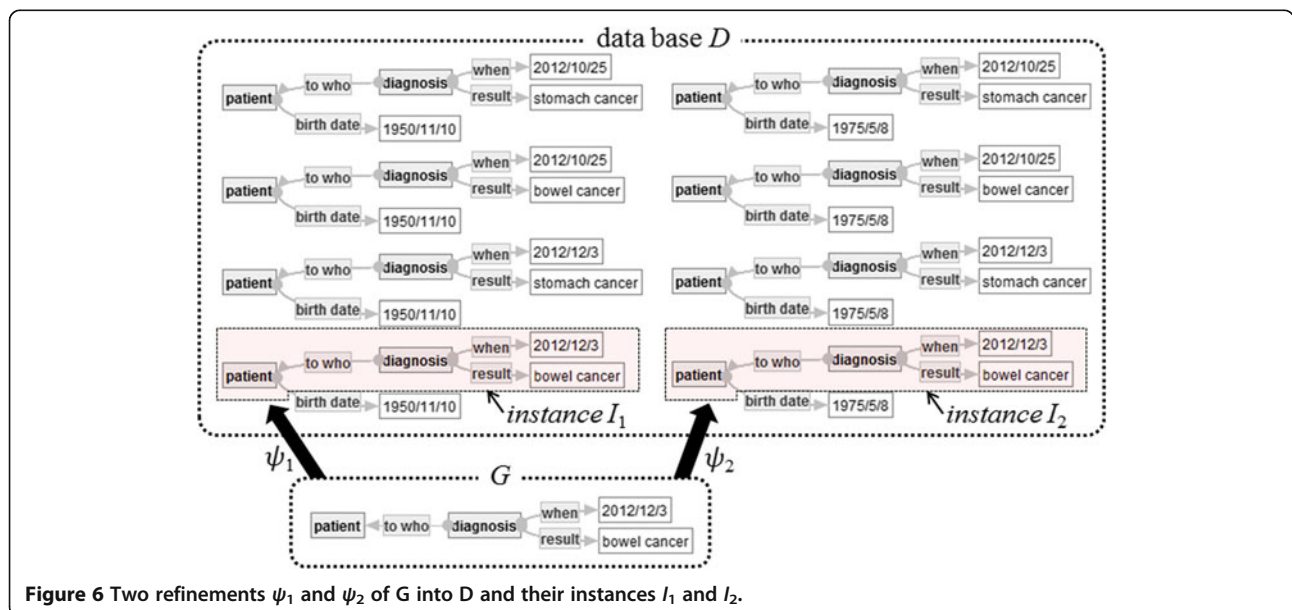 data base D
patient
to who
diagnosis
when
2012/10/25
result
stomach cancer
birth date
1950/11/10
patient
to who
diagnosis
when
2012/10/25
result
stomach cancer
birth date
1975/5/8
patient
to who
diagnosis
when
2012/10/25
result
bowel cancer
birth date
1950/11/10
patient
to who
diagnosis
when
2012/10/25
result
bowel cancer
birth date
1975/5/8
patient
to who
diagnosis
when
2012/12/3
result
stomach cancer
birth date
1950/11/10
patient
to who
diagnosis
when
2012/12/3
result
stomach cancer
birth date
1975/5/8
patient
to who
diagnosis
when
2012/12/3
result
bowel cancer
birth date
1950/11/10
instance I₁
patient
to who
diagnosis
when
2012/12/3
result
bowel cancer
birth date
1975/5/8
instance I₂
ψ₁
ψ₂
G
patient
to who
diagnosis
when
2012/12/3
result
bowel cancer
Figure 6 Two refinements ψ₁ and ψ₂ of G into D and their instances I₁ and I₂.